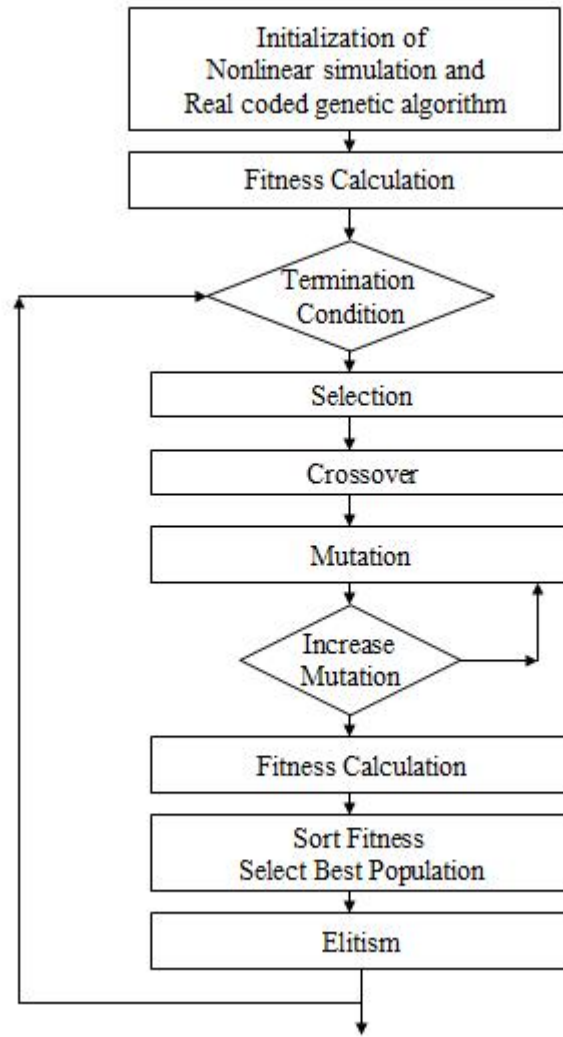 Initialization of
Nonlinear simulation and
Real coded genetic algorithm
Fitness Calculation
Termination
Condition
Selection
Crossover
Mutation
Increase
Mutation
Fitness Calculation
Sort Fitness
Select Best Population
Elitism